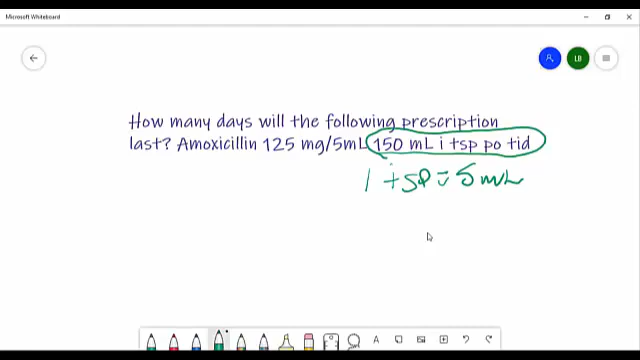 Microsoft Whiteboard
LB
How many days will the following prescription
last? Amoxicillin 125 mg/5mL 150 mL i tsp po tid
1 tsp = 5 mL
A